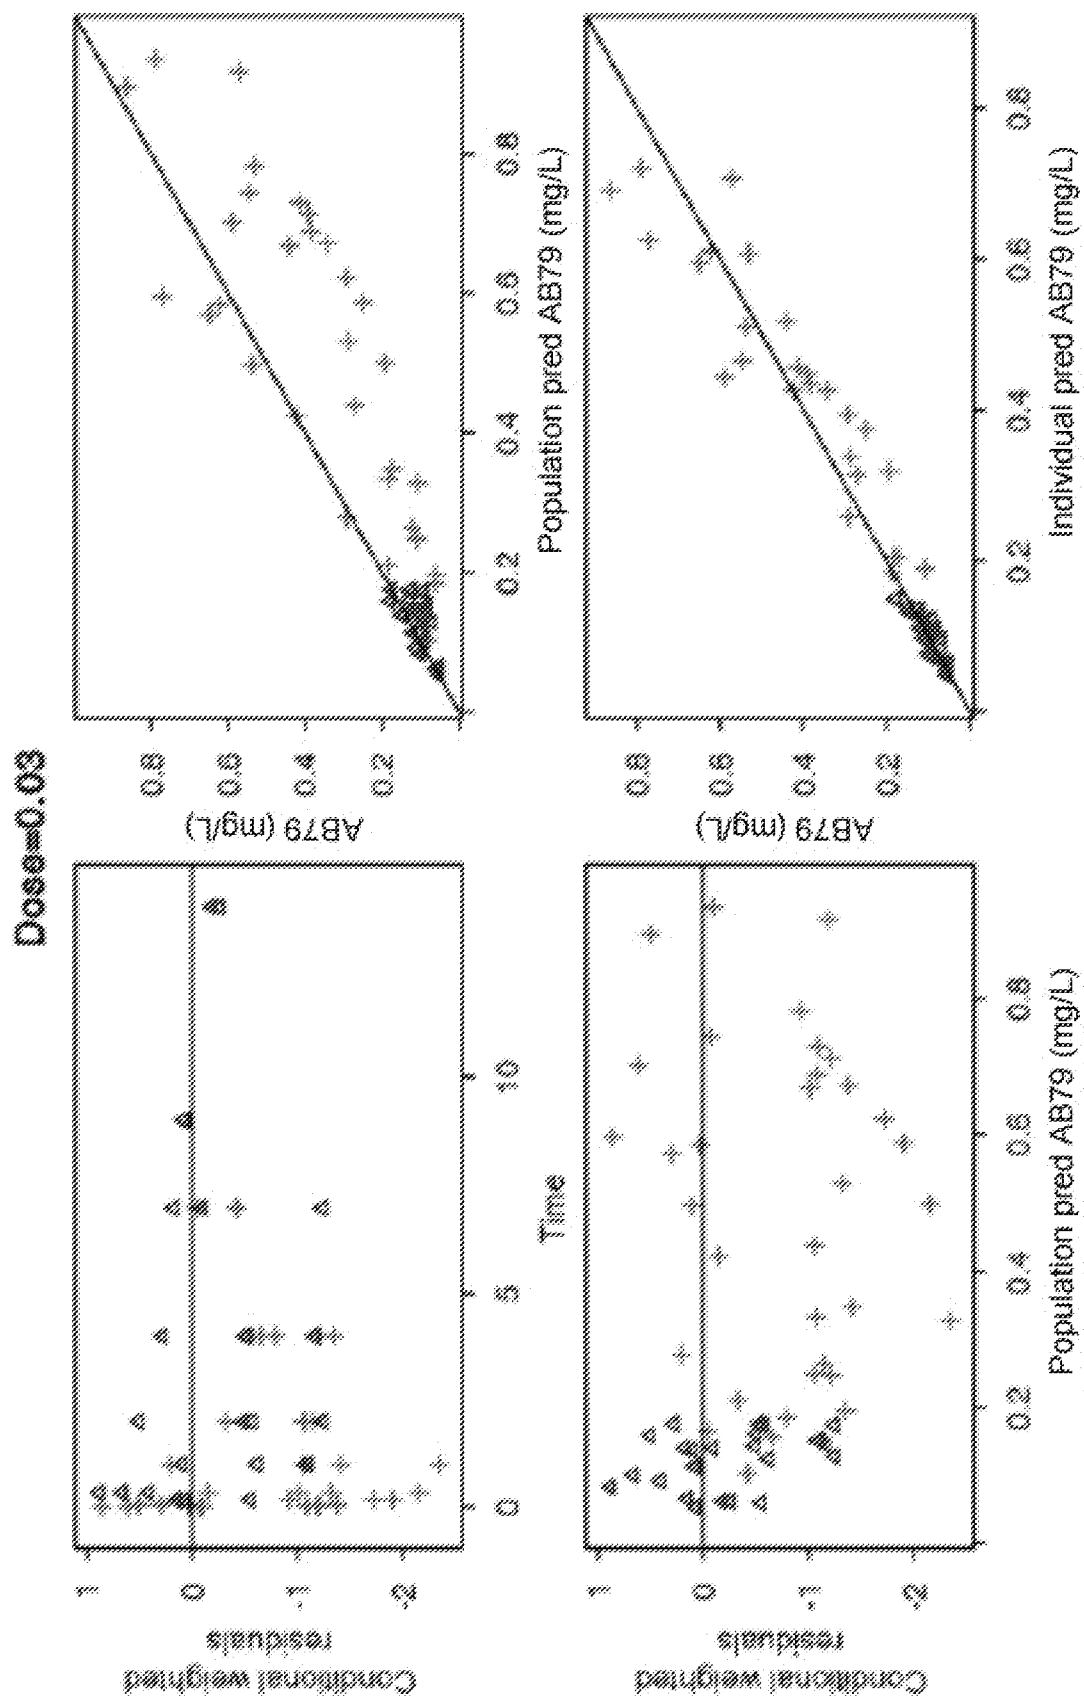 Dose=0.03
Conditional weighted
residuals
1
0
-1
-2
0
5
10
Time
AB79 (mg/L)
0.8
0.6
0.4
0.2
0.2
0.4
0.6
0.8
Population pred AB79 (mg/L)
Conditional weighted
residuals
1
0
-1
-2
0.2
0.4
0.6
0.8
Population pred AB79 (mg/L)
AB79 (mg/L)
0.8
0.6
0.4
0.2
0.2
0.4
0.6
0.8
Individual pred AB79 (mg/L)